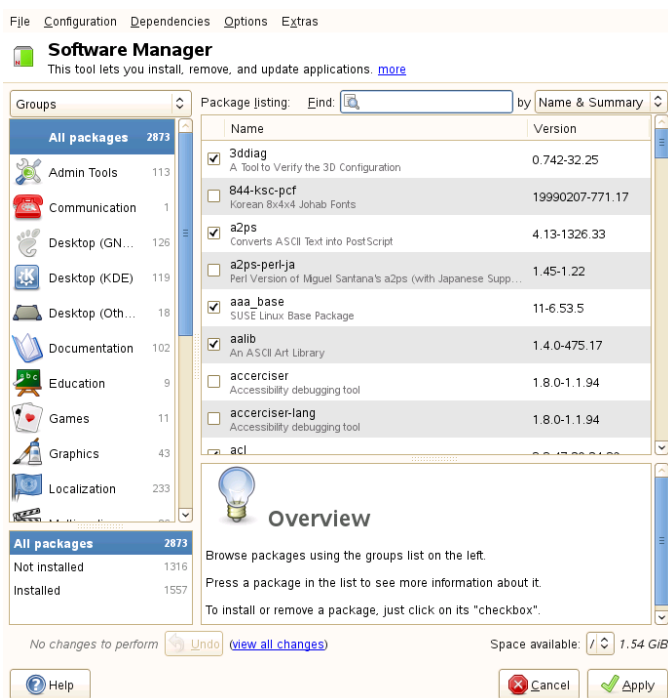 File Configuration Dependencies Options Extras
Software Manager
This tool lets you install, remove, and update applications. more
Groups
Package listing: Find: by Name & Summary
All packages 2873
Admin Tools 113
Communication 1
Desktop (GN... 126
Desktop (KDE) 119
Desktop (Oth... 18
Documentation 102
Education 9
Games 11
Graphics 43
Localization 233
Name Version
3ddiag
A Tool to Verify the 3D Configuration
0.742-32.25
844-ksc-pcf
Korean 8x4x4 Johab Fonts
19990207-771.17
a2ps
Converts ASCII Text into PostScript
4.13-1326.33
a2ps-perl-ja
Perl Version of Miguel Santana's a2ps (with Japanese Supp...
1.45-1.22
aaa_base
SUSE Linux Base Package
11-6.53.5
aalib
An ASCII Art Library
1.4.0-475.17
accerciser
Accessibility debugging tool
1.8.0-1.1.94
accerciser-lang
Accessibility debugging tool
1.8.0-1.1.94
acl
All packages 2873
Not installed 1316
Installed 1557
Overview
Browse packages using the groups list on the left.
Press a package in the list to see more information about it.
To install or remove a package, just click on its "checkbox".
No changes to perform Undo (view all changes)
Space available: / 1.54 GiB
Help Cancel Apply